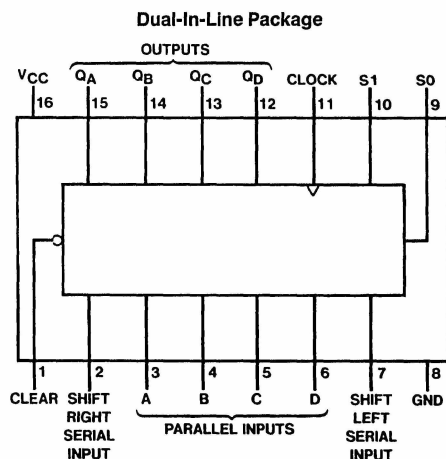 Dual-In-Line Package
OUTPUTS
VCC QA QB QC QD CLOCK S1 S0
16 15 14 13 12 11 10 9
1 2 3 4 5 6 7 8
CLEAR SHIFT A B C D SHIFT GND
RIGHT PARALLEL INPUTS LEFT
SERIAL SERIAL
INPUT INPUT